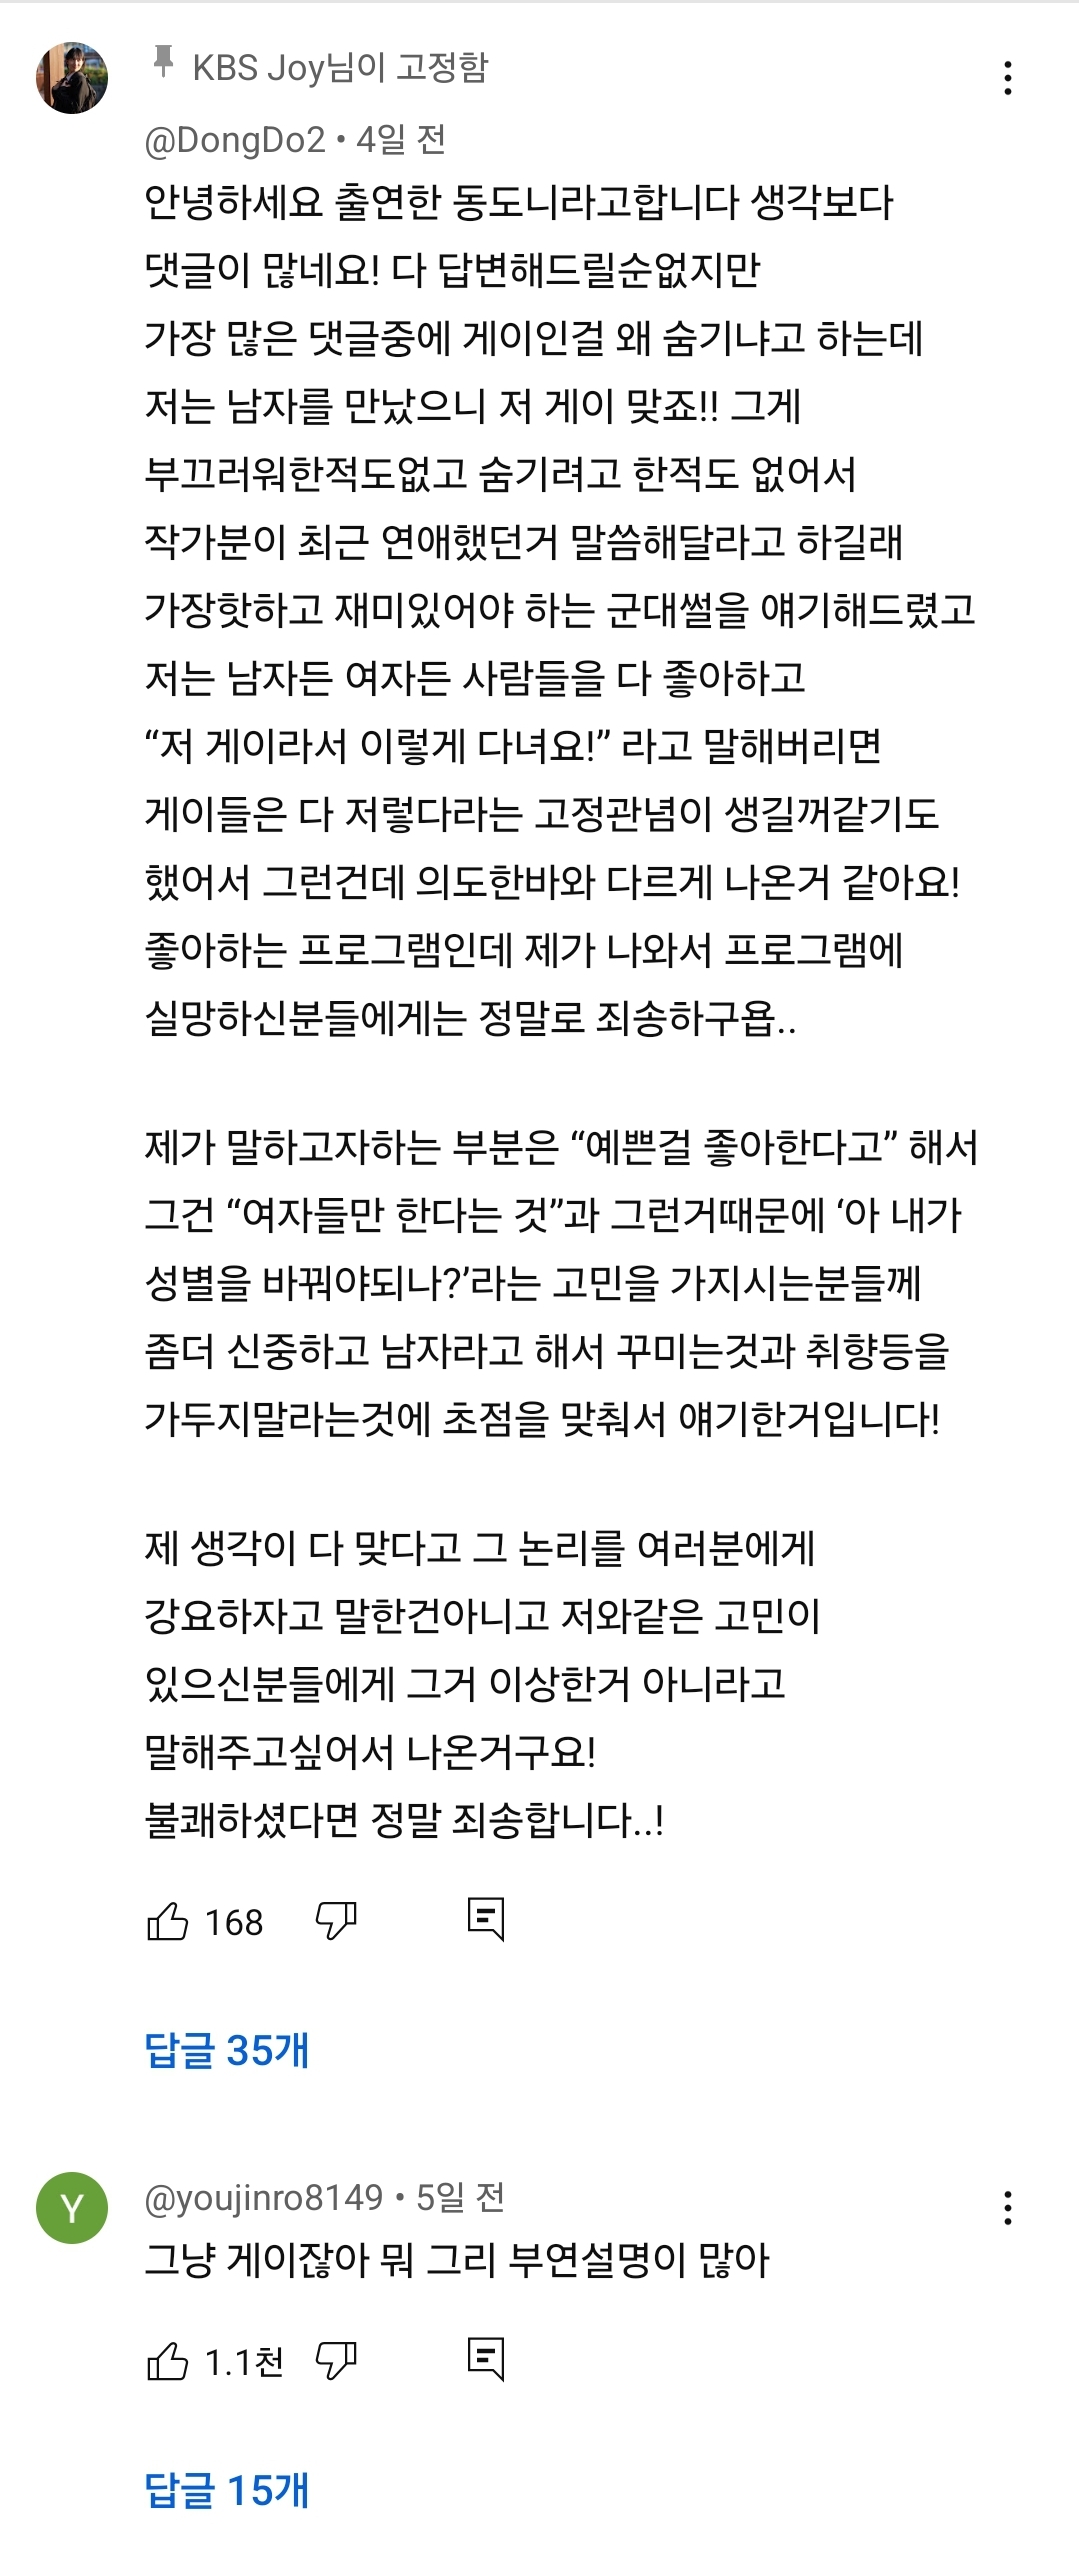 KBS Joy님이 고정함
@DongDo2 • 4일 전
안녕하세요 출연한 동도니라고합니다 생각보다
댓글이 많네요! 다 답변해드릴순없지만
가장 많은 댓글중에 게이인걸 왜 숨기냐고 하는데
저는 남자를 만났으니 저 게이 맞죠!! 그게
부끄러워한적도없고 숨기려고 한적도 없어서
작가분이 최근 연애했던거 말씀해달라고 하길래
가장핫하고 재미있어야 하는 군대썰을 얘기해드렸고
저는 남자든 여자든 사람들을 다 좋아하고
“저 게이라서 이렇게 다녀요!” 라고 말해버리면
게이들은 다 저렇다라는 고정관념이 생길꺼같기도
했어서 그런건데 의도한바와 다르게 나온거 같아요!
좋아하는 프로그램인데 제가 나와서 프로그램에
실망하신분들에게는 정말로 죄송하구욥..
제가 말하고자하는 부분은 “예쁜걸 좋아한다고” 해서
그건 “여자들만 한다는 것”과 그런거때문에 ‘아 내가
성별을 바꿔야되나?’라는 고민을 가지시는분들께
좀더 신중하고 남자라고 해서 꾸미는것과 취향등을
가두지말라는것에 초점을 맞춰서 얘기한거입니다!
제 생각이 다 맞다고 그 논리를 여러분에게
강요하자고 말한건아니고 저와같은 고민이
있으신분들에게 그거 이상한거 아니라고
말해주고싶어서 나온거구요!
불쾌하셨다면 정말 죄송합니다..!
168
답글 35개
Y
@youjinro8149 • 5일 전
그냥 게이잖아 뭐 그리 부연설명이 많아
1.1천
답글 15개